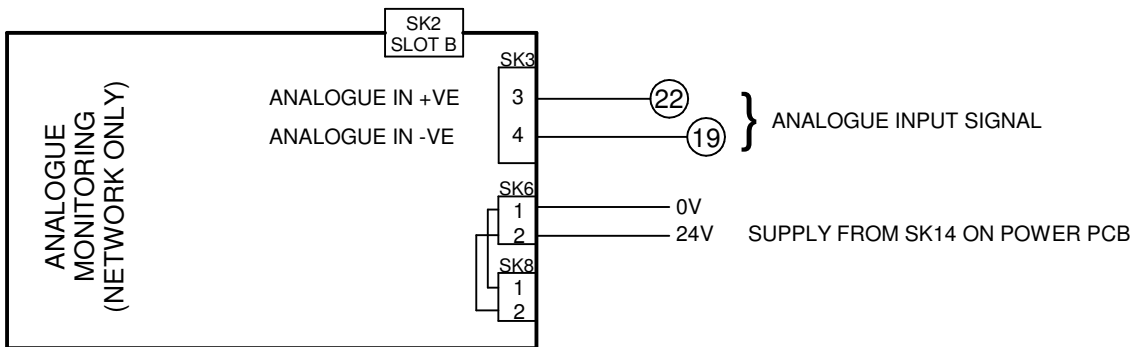 SK2
SLOT B
ANALOGUE
MONITORING
(NETWORK ONLY)
SK3
ANALOGUE IN +VE 3 22
ANALOGUE IN -VE 4 19
} ANALOGUE INPUT SIGNAL
SK6
1 0V
2 24V SUPPLY FROM SK14 ON POWER PCB
SK8
1
2